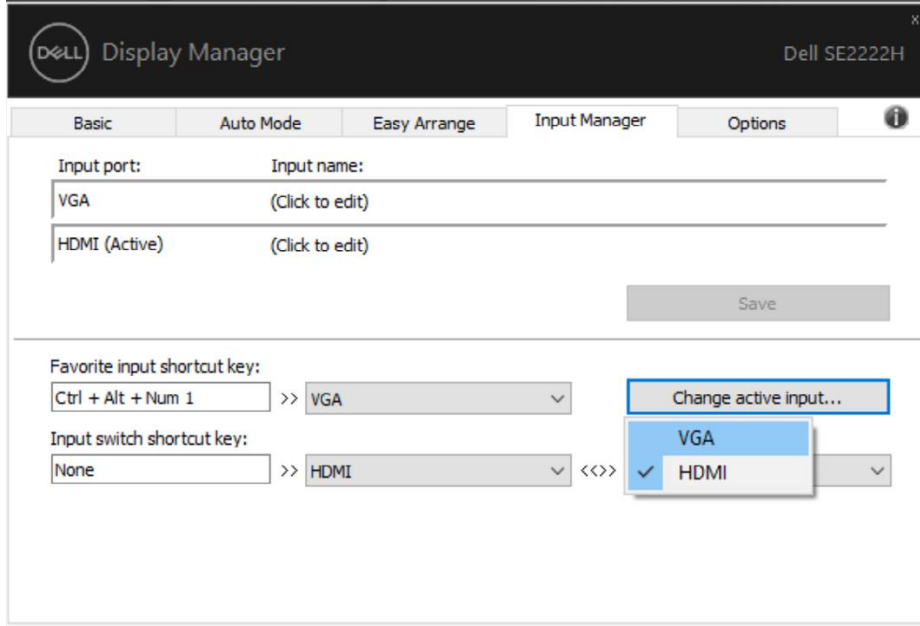 DELL Display Manager Dell SE2222H x
Basic Auto Mode Easy Arrange Input Manager Options i
Input port: Input name:
VGA (Click to edit)
HDMI (Active) (Click to edit)
Save
Favorite input shortcut key:
Ctrl + Alt + Num 1 >> VGA Change active input...
VGA
Input switch shortcut key:
None >> HDMI <<>> HDMI